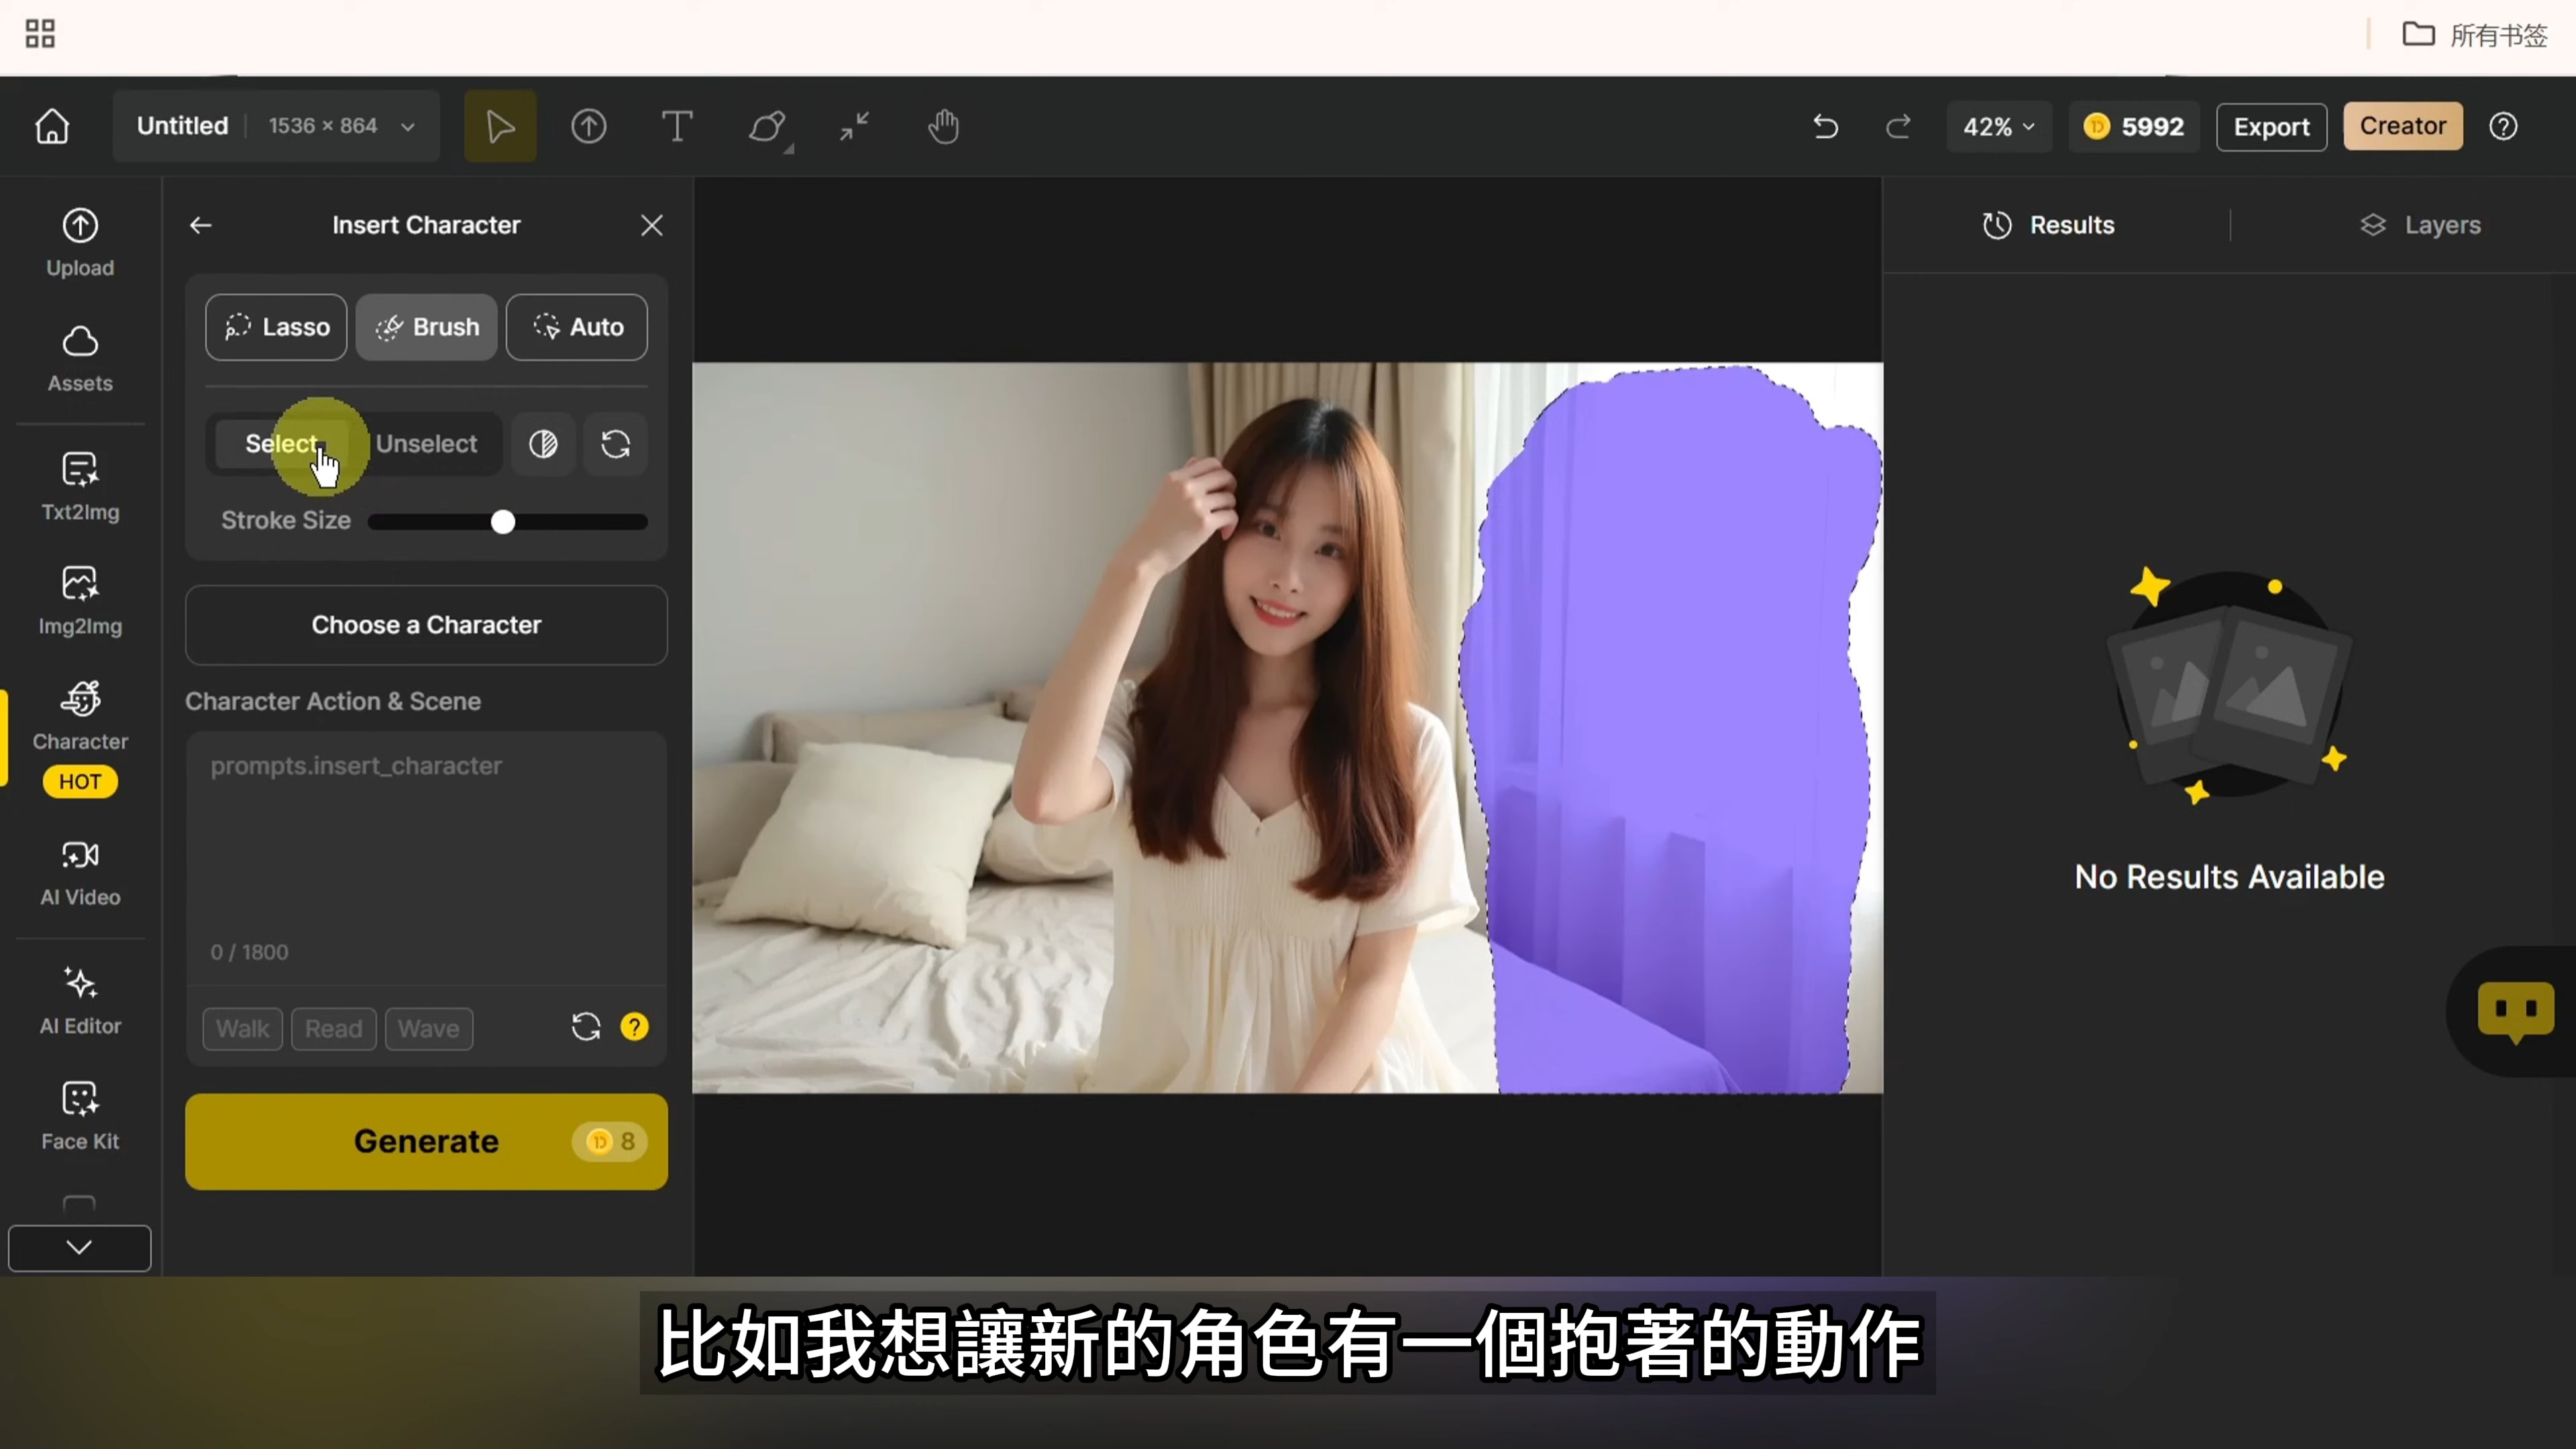 所有书签
Untitled
1536 × 864
42%
5992
Export
Creator
Upload
Assets
Txt2Img
Img2Img
Character
HOT
AI Video
AI Editor
Face Kit
Insert Character
Lasso
Brush
Auto
Select
Unselect
Stroke Size
Choose a Character
Character Action & Scene
prompts.insert_character
0 / 1800
Walk
Read
Wave
Generate
8
Results
Layers
No Results Available
比如我想讓新的角色有一個抱著的動作